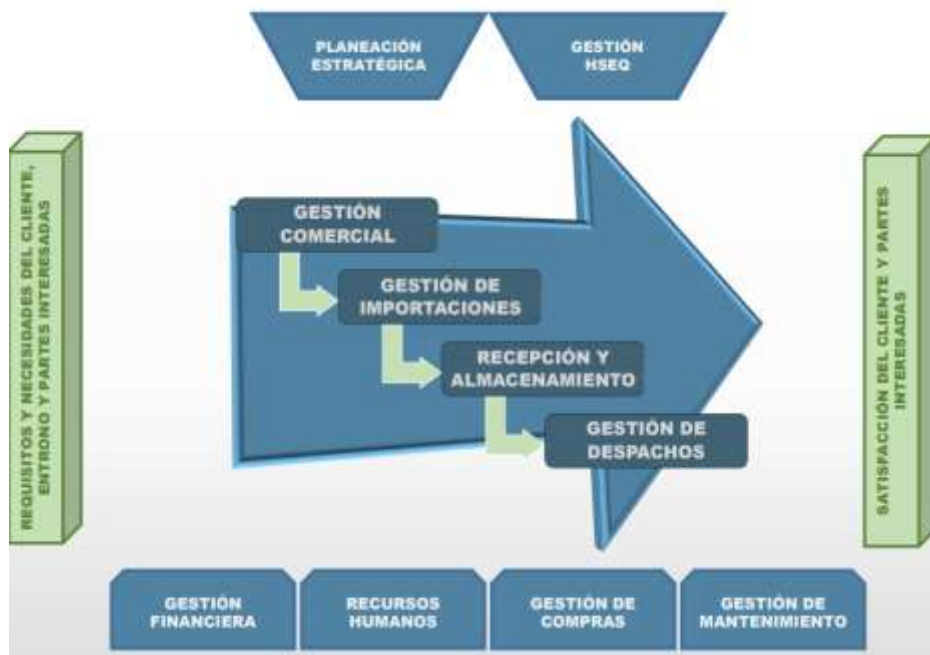 PLANEACIÓN
ESTRATÉGICA
GESTIÓN
HSEQ
REQUISITOS Y NECESIDADES DEL CLIENTE,
ENTRONO Y PARTES INTERESADAS
GESTIÓN
COMERCIAL
GESTIÓN DE
IMPORTACIONES
RECEPCIÓN Y
ALMACENAMIENTO
GESTIÓN DE
DESPACHOS
SATISFACCIÓN DEL CLIENTE Y PARTES
INTERESADAS
GESTIÓN
FINANCIERA
RECURSOS
HUMANOS
GESTIÓN DE
COMPRAS
GESTIÓN DE
MANTENIMIENTO